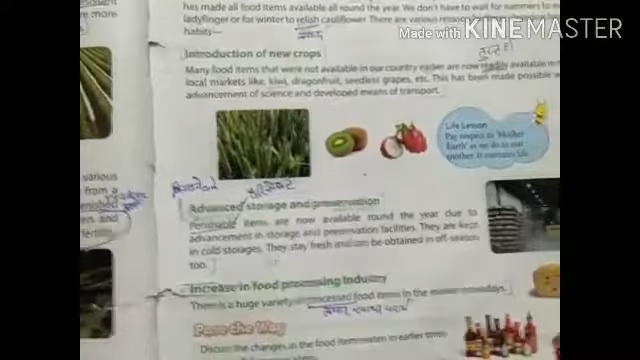 has made all food items available all round the year. We don't have to wait for summers to
ladyfinger or for winter to relish cauliflower. There are various reasons
habits—
Made with KINEMASTER
Introduction of new crops
Many food items that were not available in our country earlier are now readily available in
local markets like, kiwi, dragonfruit, seedless grapes, etc. This has been made possible
advancement of science and developed means of transport.
Life Lesson
Pay respect to 'Mother
Earth' as we do to our
mother. It sustains life.
various
from a
and
Advanced storage and preservation
Perishable items are now available round the year due to
advancement in storage and preservation facilities. They are kept
in cold storages. They stay fresh and can be obtained in off-season
too.
Increase in food processing industry
There is a huge variety processed food items in the market nowadays.
Pave the Way
Discuss the changes in the food items eaten in earlier times